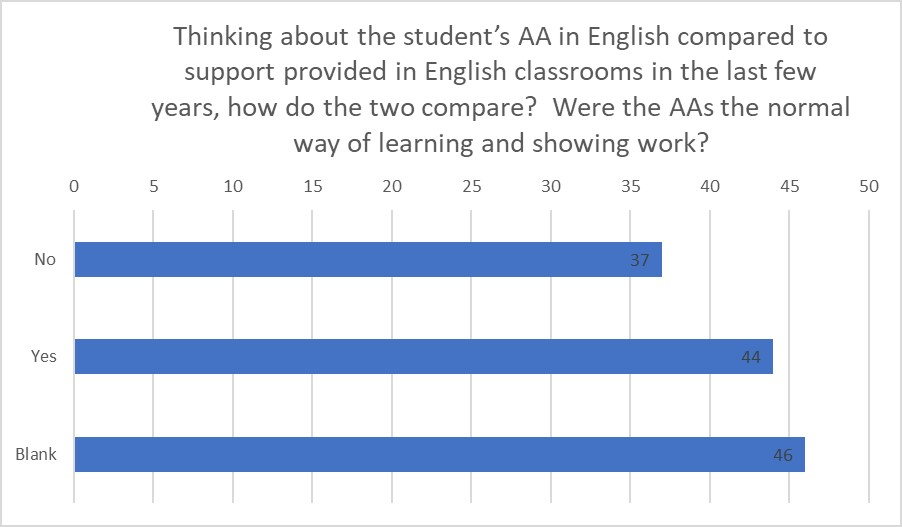 Thinking about the student’s AA in English compared to
support provided in English classrooms in the last few
years, how do the two compare?  Were the AAs the normal
way of learning and showing work?
0 5 10 15 20 25 30 35 40 45 50
No 37
Yes 44
Blank 46